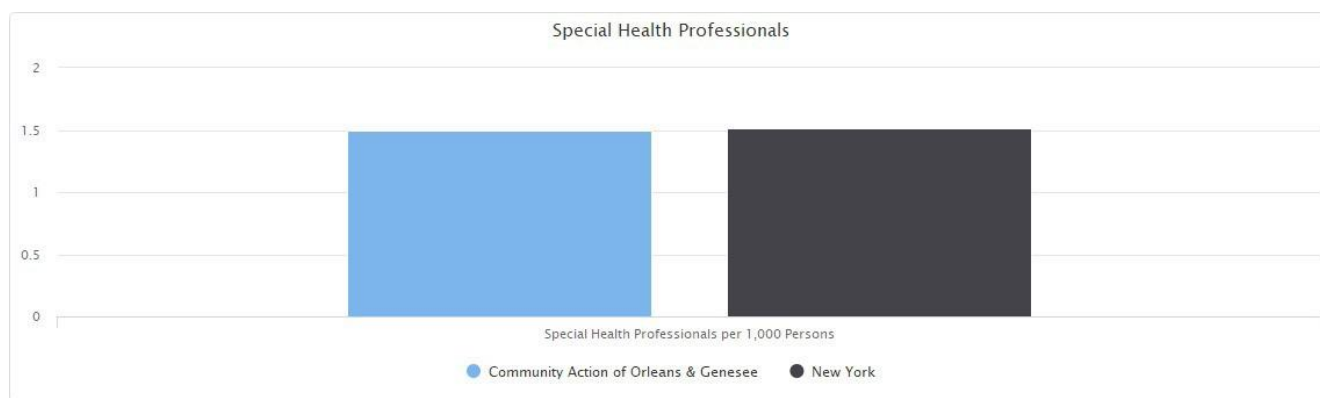 Special Health Professionals
2
1.5
1
0.5
0
Special Health Professionals per 1,000 Persons
Community Action of Orleans & Genesee
New York